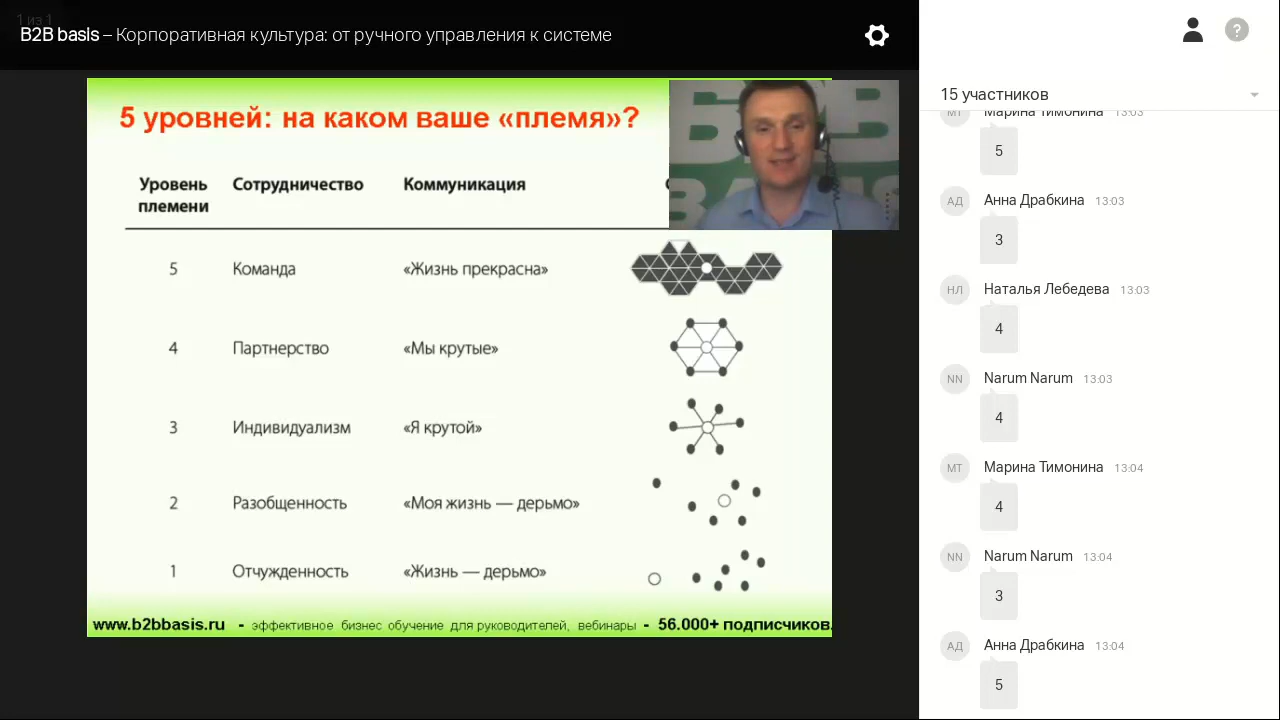 1 из 1
B2B basis – Корпоративная культура: от ручного управления к системе
5 уровней: на каком ваше «племя»?
Уровень племени
Сотрудничество
Коммуникация
5 Команда «Жизнь прекрасна»
4 Партнерство «Мы крутые»
3 Индивидуализм «Я крутой»
2 Разобщенность «Моя жизнь — дерьмо»
1 Отчужденность «Жизнь — дерьмо»
www.b2bbasis.ru - эффективное бизнес обучение для руководителей, вебинары - 56.000+ подписчиков.
15 участников
МТ Марина Тимонина 13:03
5
АД Анна Драбкина 13:03
3
НЛ Наталья Лебедева 13:03
4
NN Narum Narum 13:03
4
МТ Марина Тимонина 13:04
4
NN Narum Narum 13:04
3
АД Анна Драбкина 13:04
5